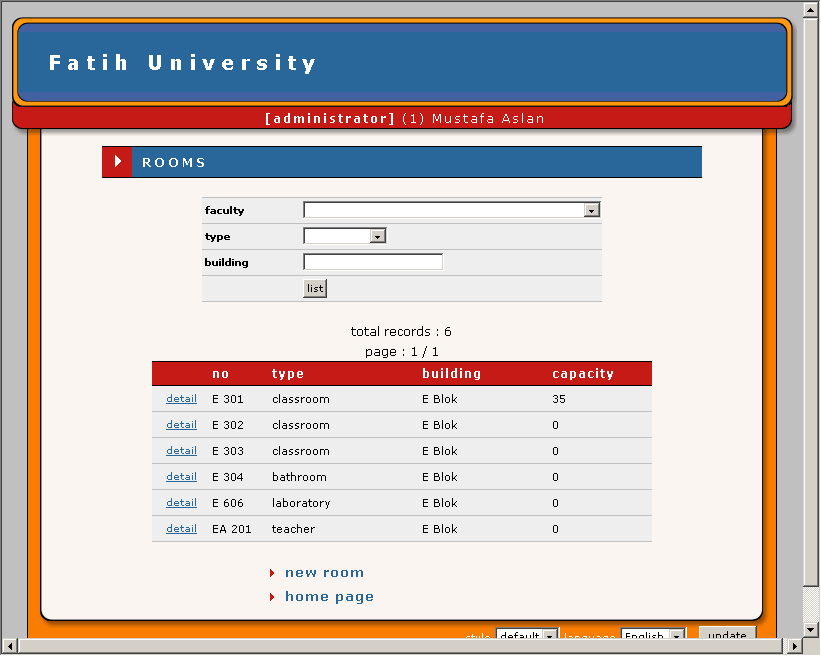 Fatih University
[administrator] (1) Mustafa Aslan
ROOMS
faculty
type
building
list
total records : 6
page : 1 / 1
no type building capacity
detail E 301 classroom E Blok 35
detail E 302 classroom E Blok 0
detail E 303 classroom E Blok 0
detail E 304 bathroom E Blok 0
detail E 606 laboratory E Blok 0
detail EA 201 teacher E Blok 0
new room
home page
style default language English update